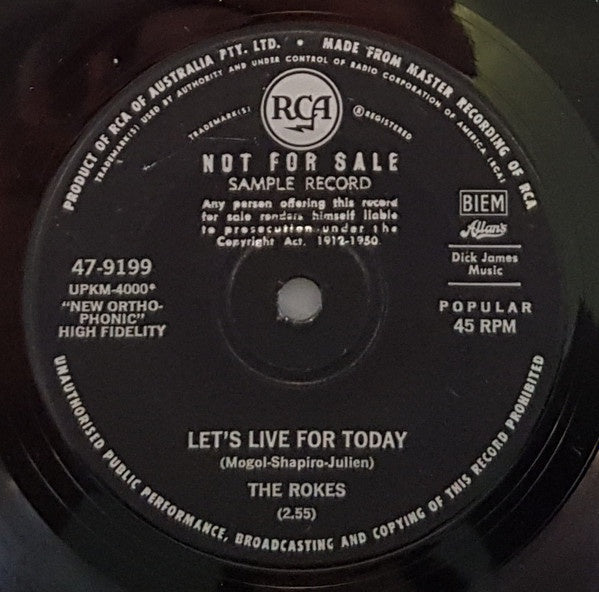 PRODUCT OF RCA OF AUSTRALIA PTY. LTD. • MADE FROM MASTER RECORDING OF RCA
TRADEMARK(S) USED BY AUTHORITY AND UNDER CONTROL OF RADIO CORPORATION OF AMERICA (RCA)
TRADEMARK(S) RCA ®REGISTERED
NOT FOR SALE
SAMPLE RECORD
Any person offering this record
for sale renders himself liable
to prosecution under the
Copyright Act. 1912-1950
BIEM
Allan's
Dick James
Music
47-9199
UPKM-4000*
"NEW ORTHO-
PHONIC"
HIGH FIDELITY
POPULAR
45 RPM
LET'S LIVE FOR TODAY
(Mogol-Shapiro-Julien)
THE ROKES
(2.55)
UNAUTHORISED PUBLIC PERFORMANCE, BROADCASTING AND COPYING OF THIS RECORD PROHIBITED